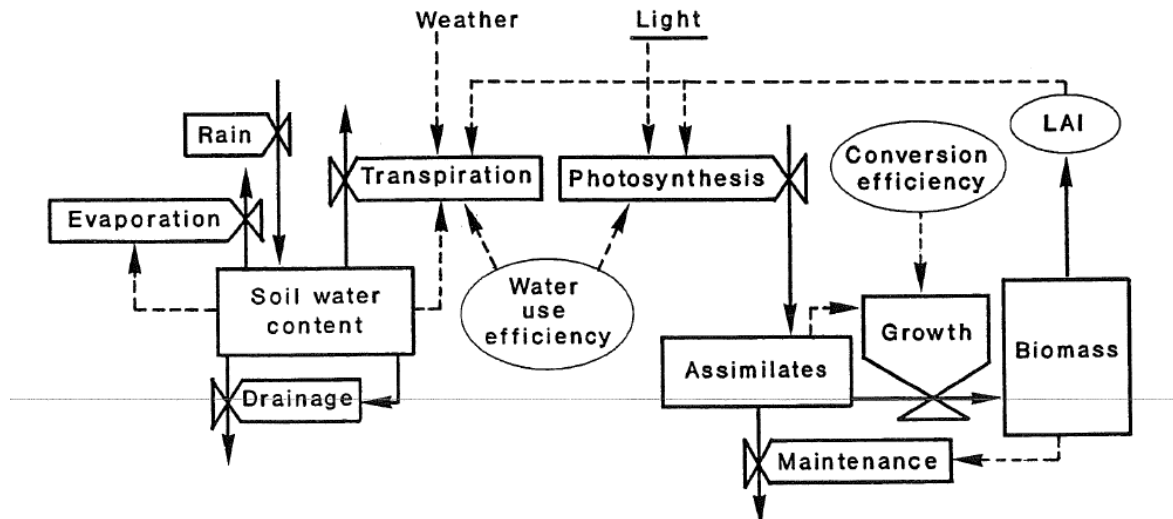 Weather
Light
Rain
LAI
Transpiration
Photosynthesis
Conversion
efficiency
Evaporation
Soil water
content
Water
use
efficiency
Growth
Biomass
Assimilates
Drainage
Maintenance